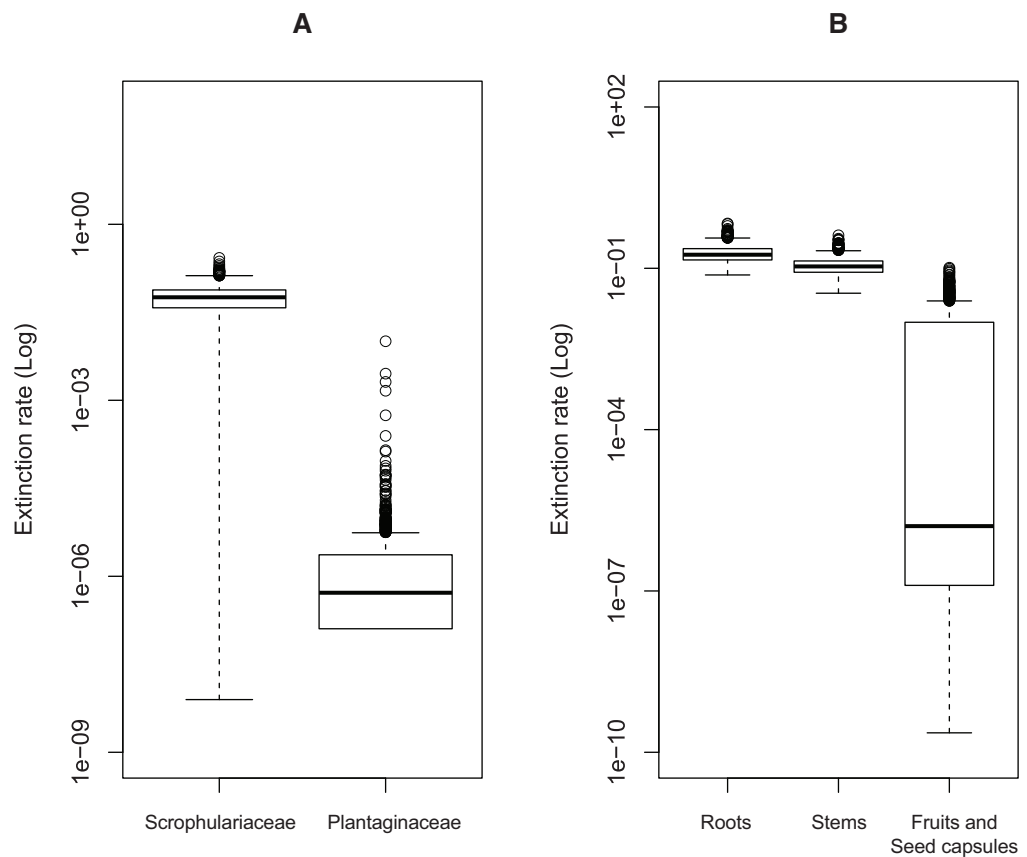 A
Extinction rate (Log)
1e+00
1e−03
1e−06
1e−09
Scrophulariaceae
Plantaginaceae
B
Extinction rate (Log)
1e+02
1e−01
1e−04
1e−07
1e−10
Roots
Stems
Fruits and
Seed capsules